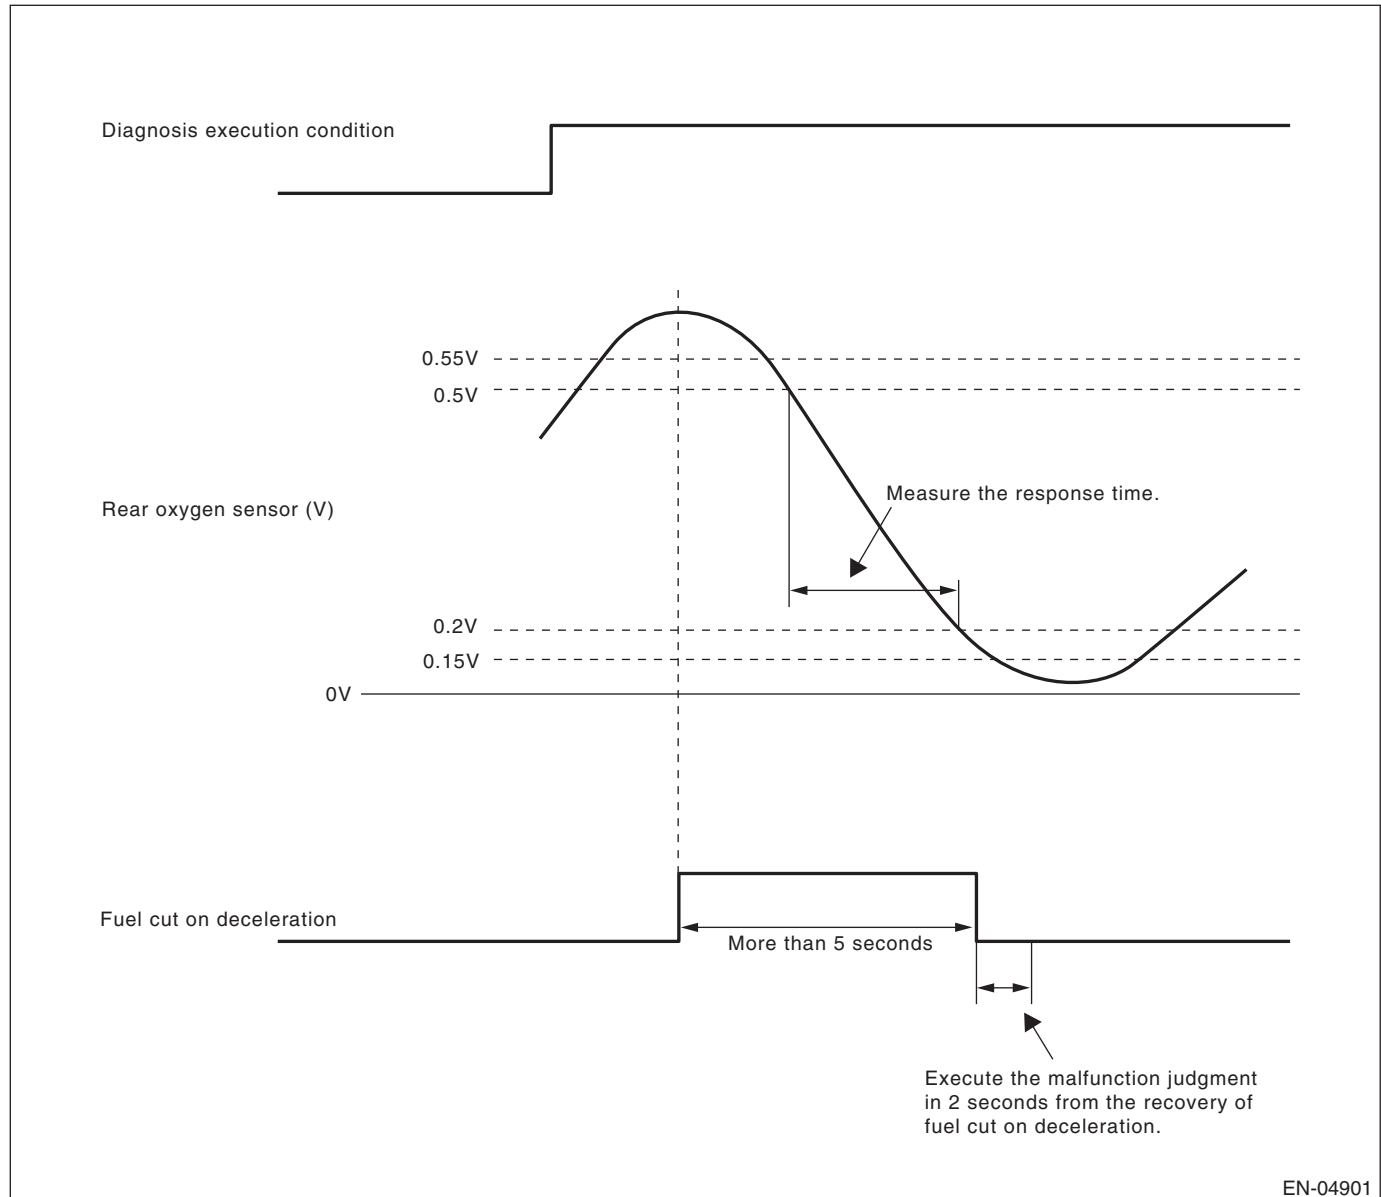 Diagnosis execution condition
0.55V
0.5V
Measure the response time.
Rear oxygen sensor (V)
0.2V
0.15V
0V
Fuel cut on deceleration
More than 5 seconds
Execute the malfunction judgment
in 2 seconds from the recovery of
fuel cut on deceleration.
EN-04901